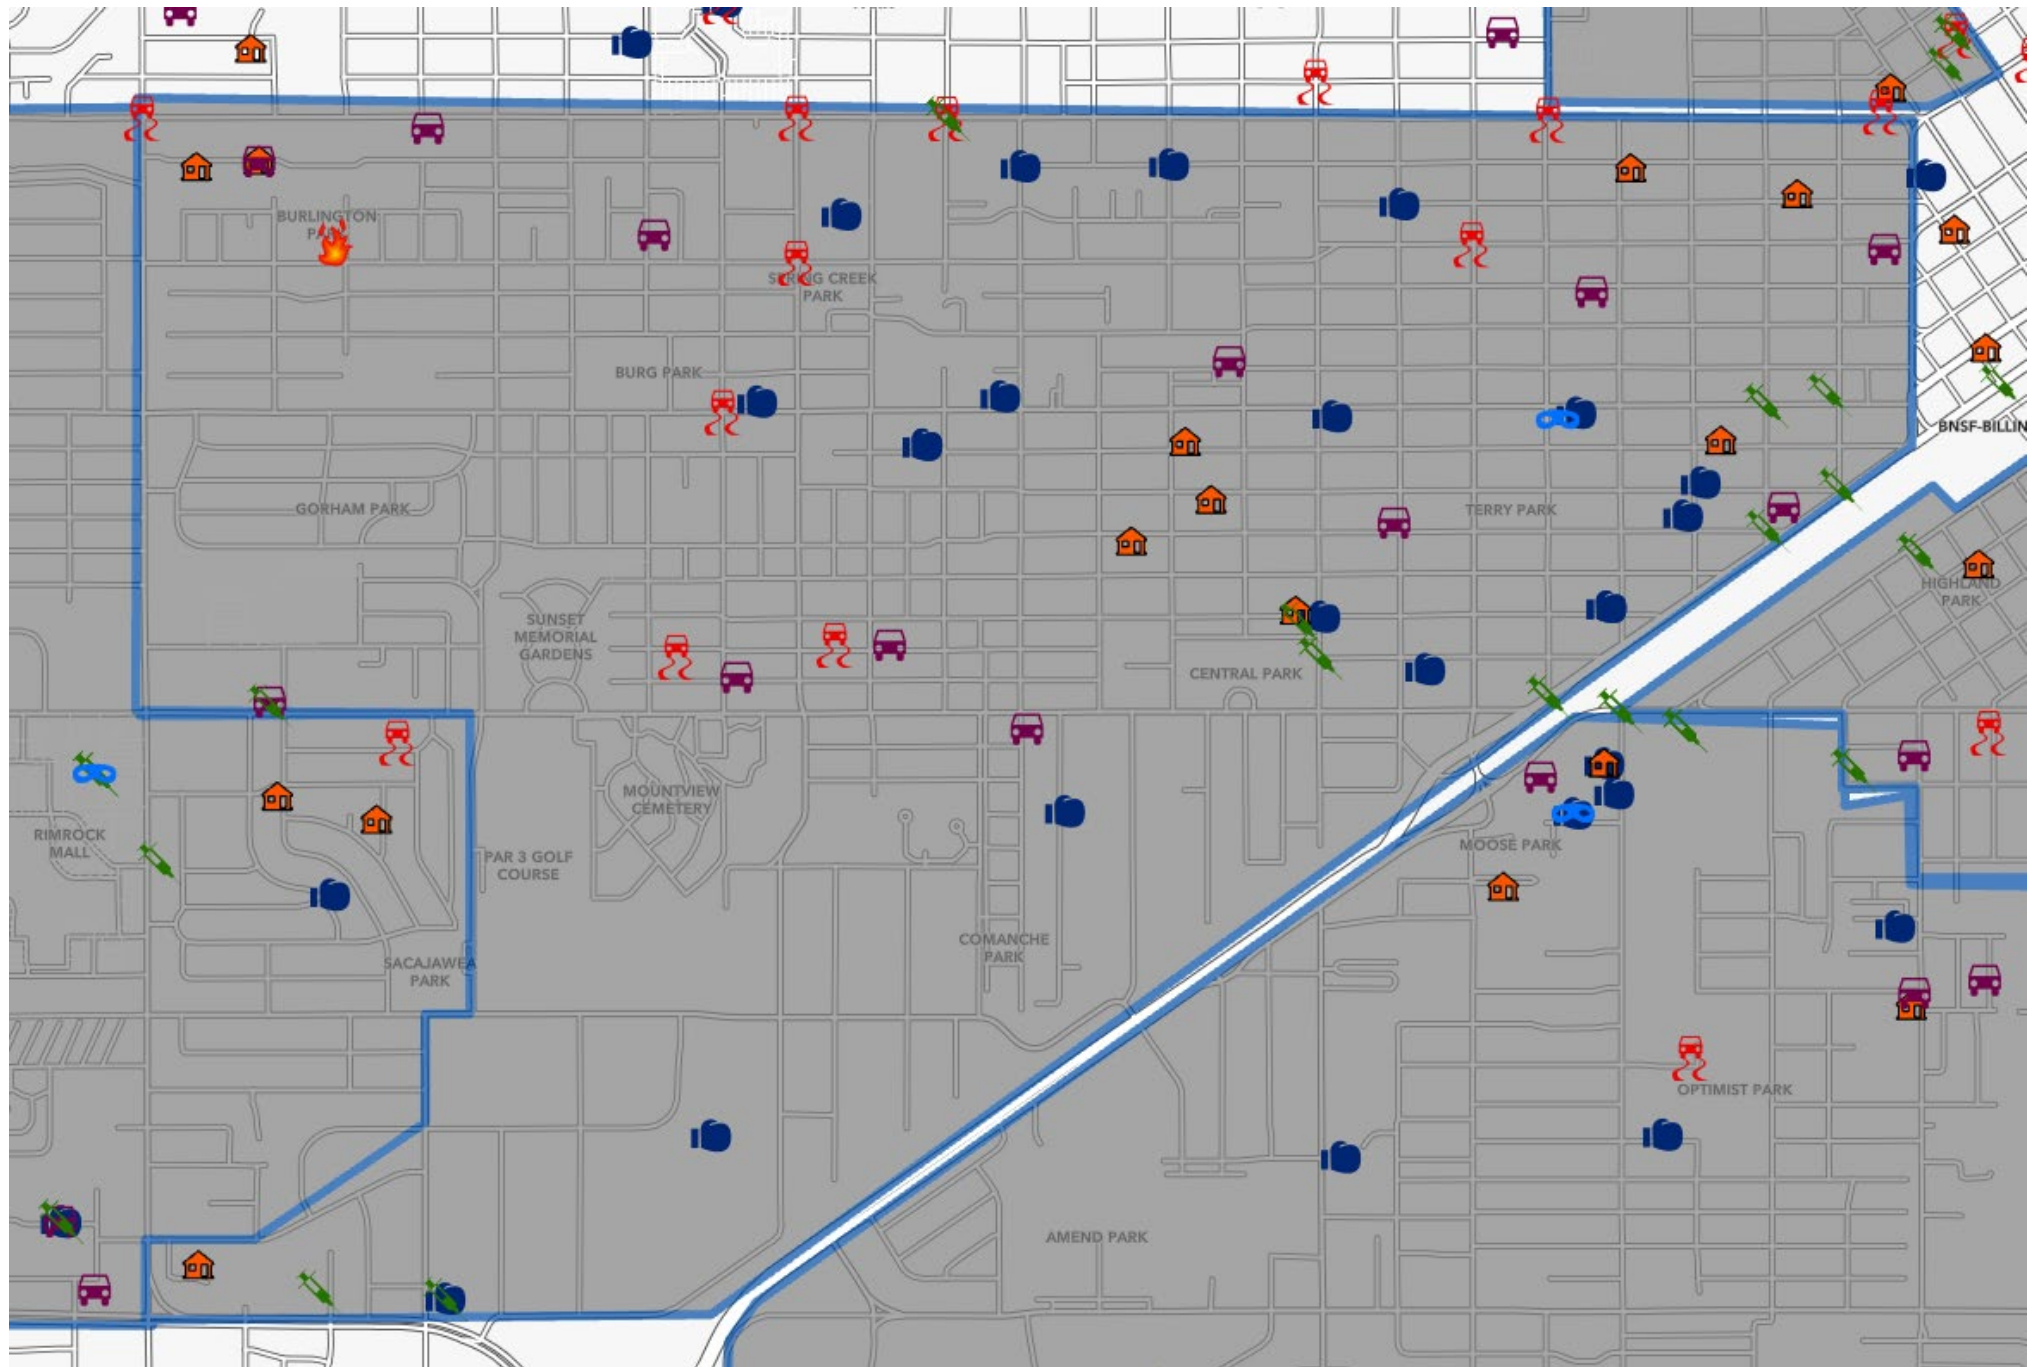 BURLINGTON
SPRING CREEK
PARK
BURG PARK
BNSF-BILLIN
GORHAM PARK
TERRY PARK
HIGHLAND
PARK
SUNSET
MEMORIAL
GARDENS
CENTRAL PARK
MOUNTVIEW
CEMETERY
RIMROCK
MALL
MOOSE PARK
PAR 3 GOLF
COURSE
COMANCHE
PARK
SACAJAWEA
PARK
OPTIMIST PARK
AMEND PARK